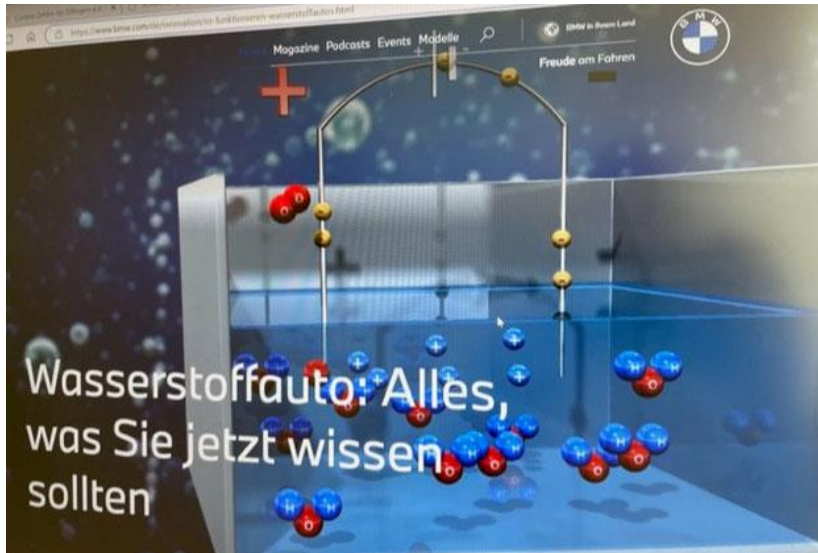 Magazine Podcasts Events Modelle
BMW in Ihrem Land
BMW
Freude am Fahren
Wasserstoffauto: Alles,
was Sie jetzt wissen
sollten